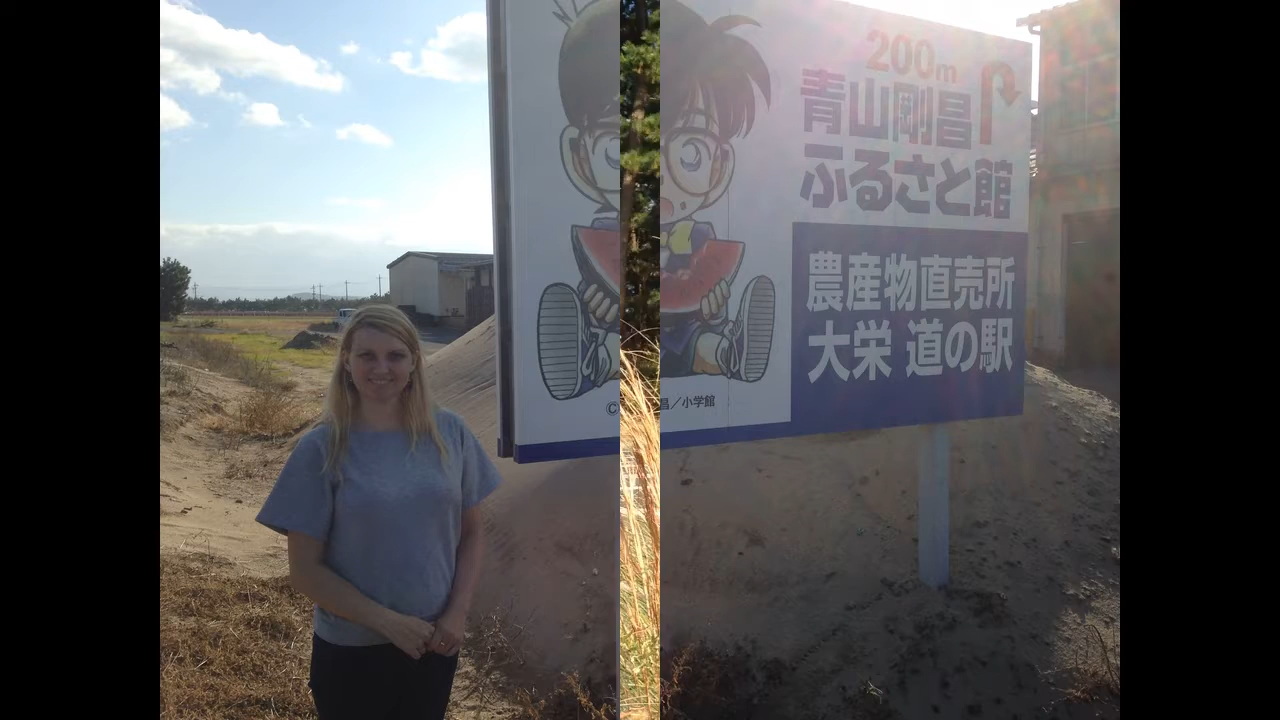 200m
青山剛昌
ふるさと館
農産物直売所
大栄 道の駅
© 昌／小学館